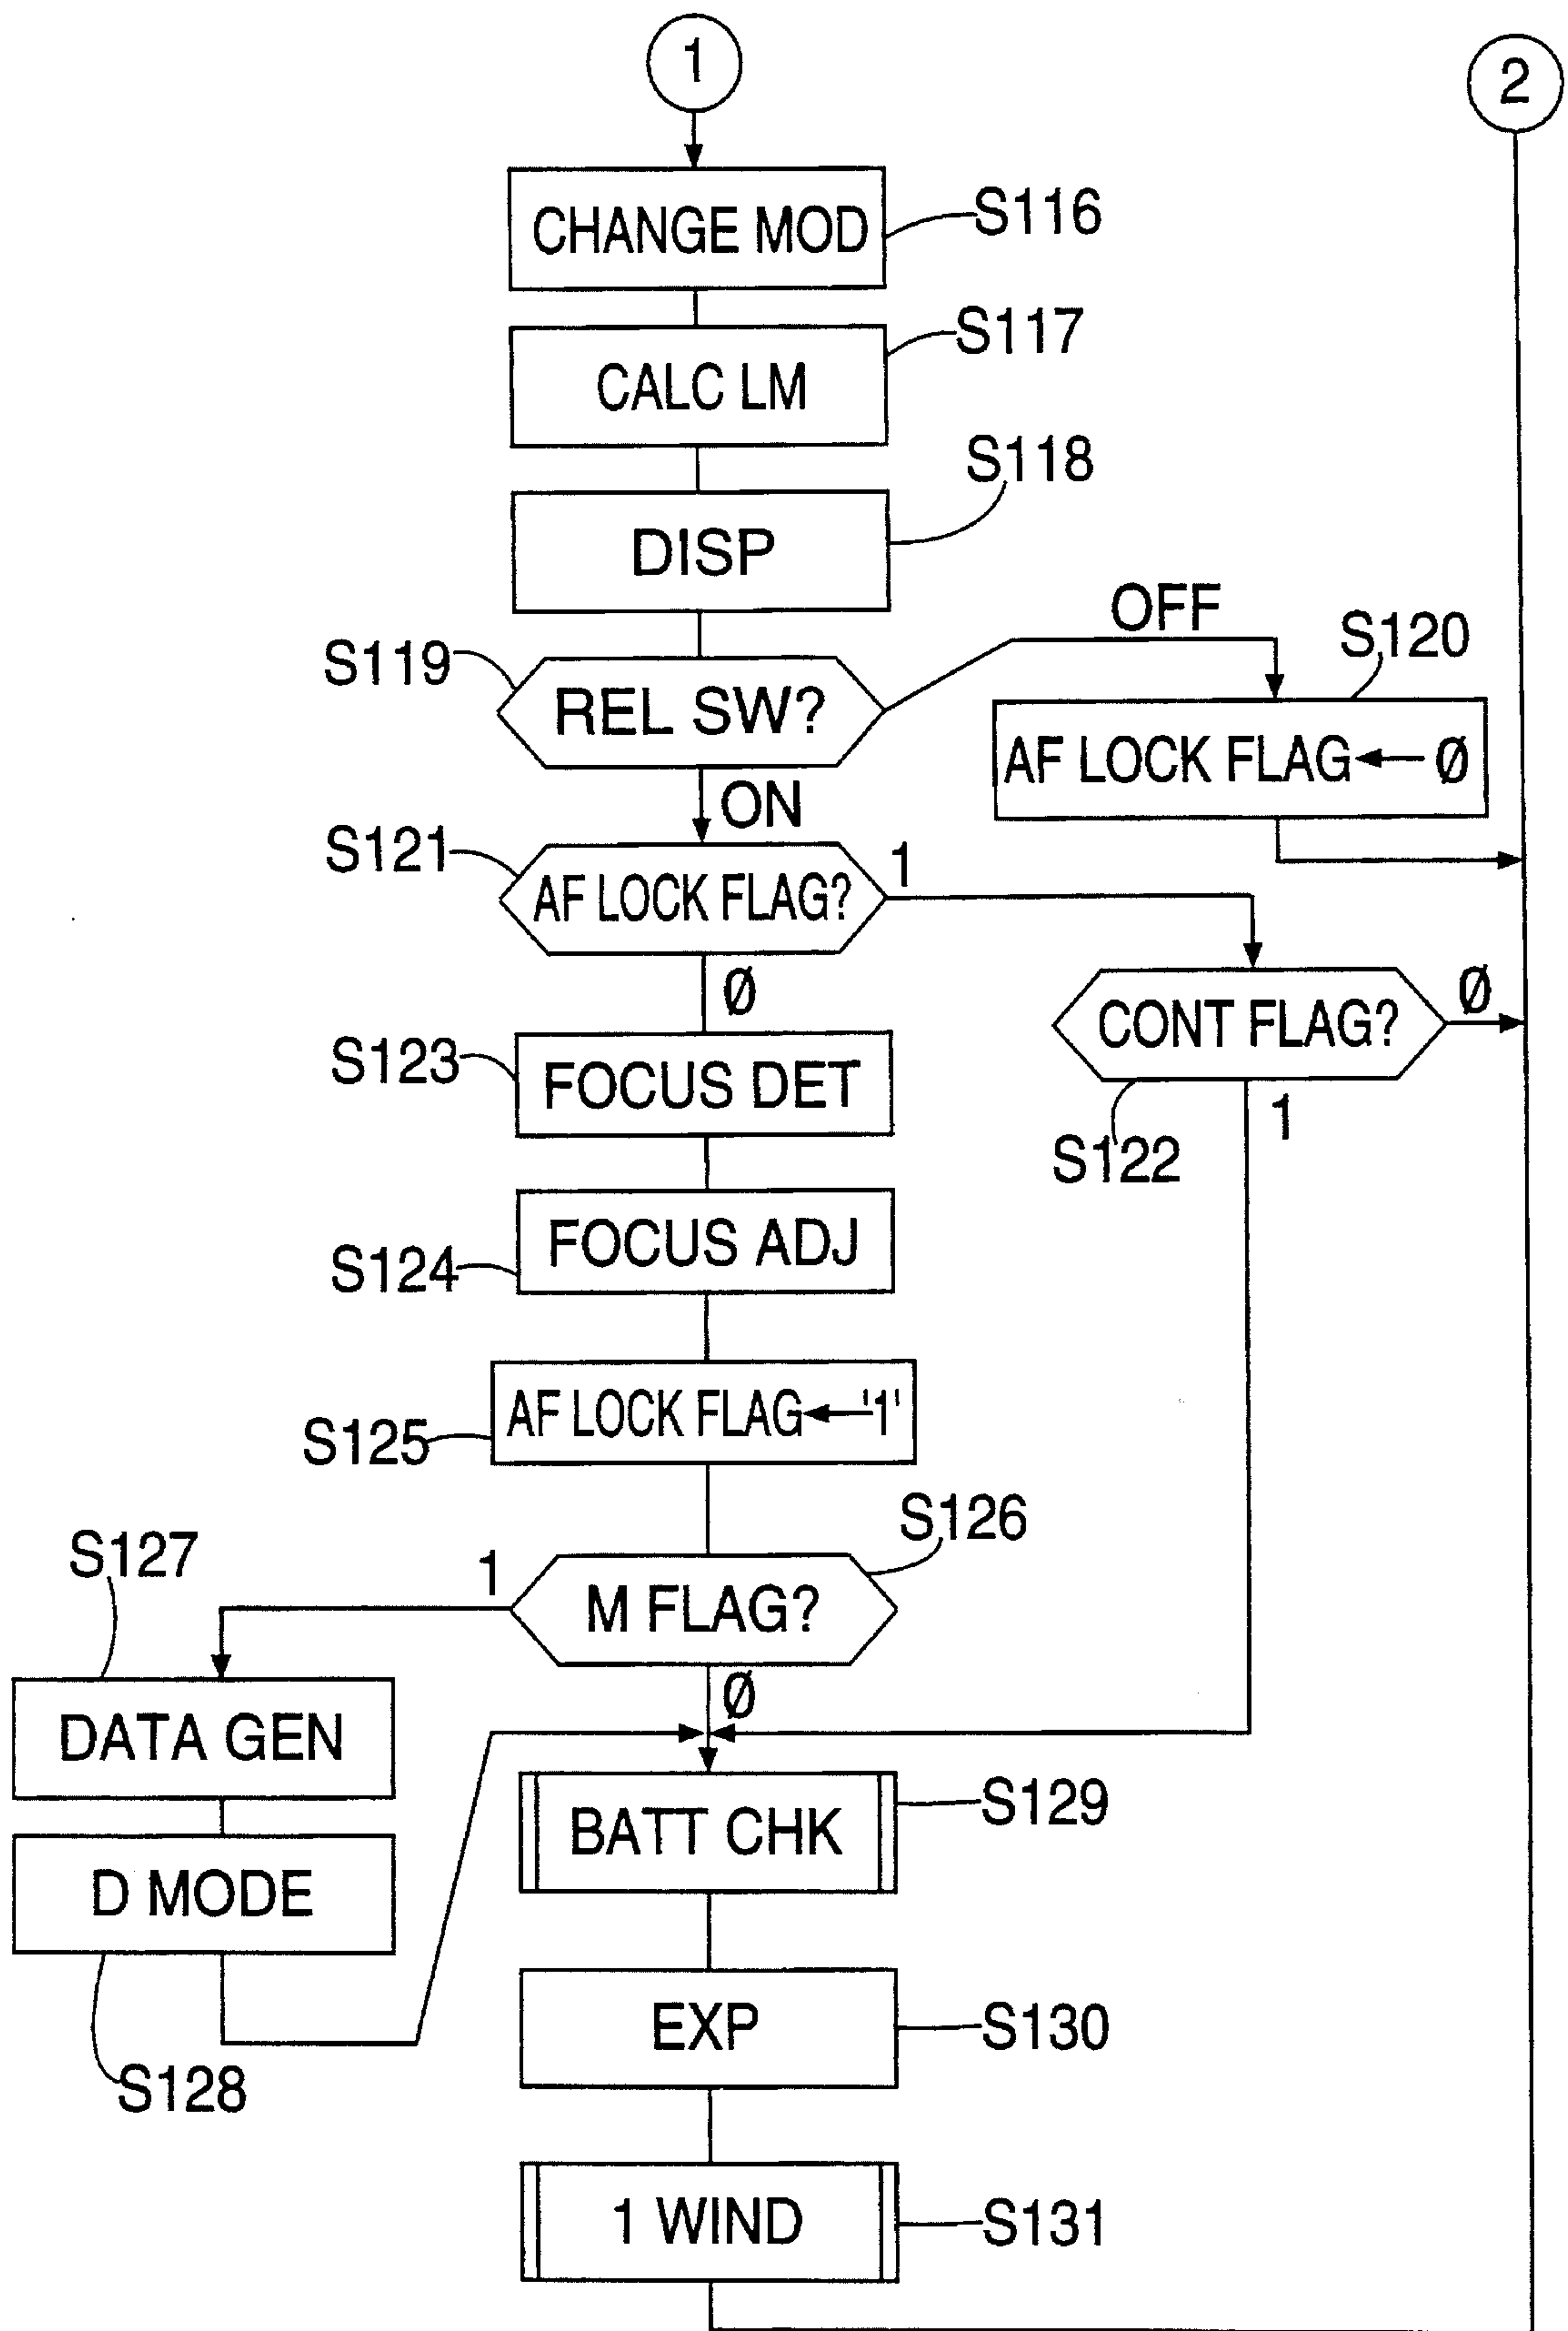 1
2
CHANGE MOD
S116
CALC LM
S117
DISP
S118
REL SW?
S119
OFF
AF LOCK FLAG ← Ø
S120
ON
AF LOCK FLAG?
S121
1
Ø
CONT FLAG?
S122
Ø
1
FOCUS DET
S123
FOCUS ADJ
S124
AF LOCK FLAG ← '1'
S125
M FLAG?
S126
1
Ø
DATA GEN
S127
D MODE
S128
BATT CHK
S129
EXP
S130
1 WIND
S131